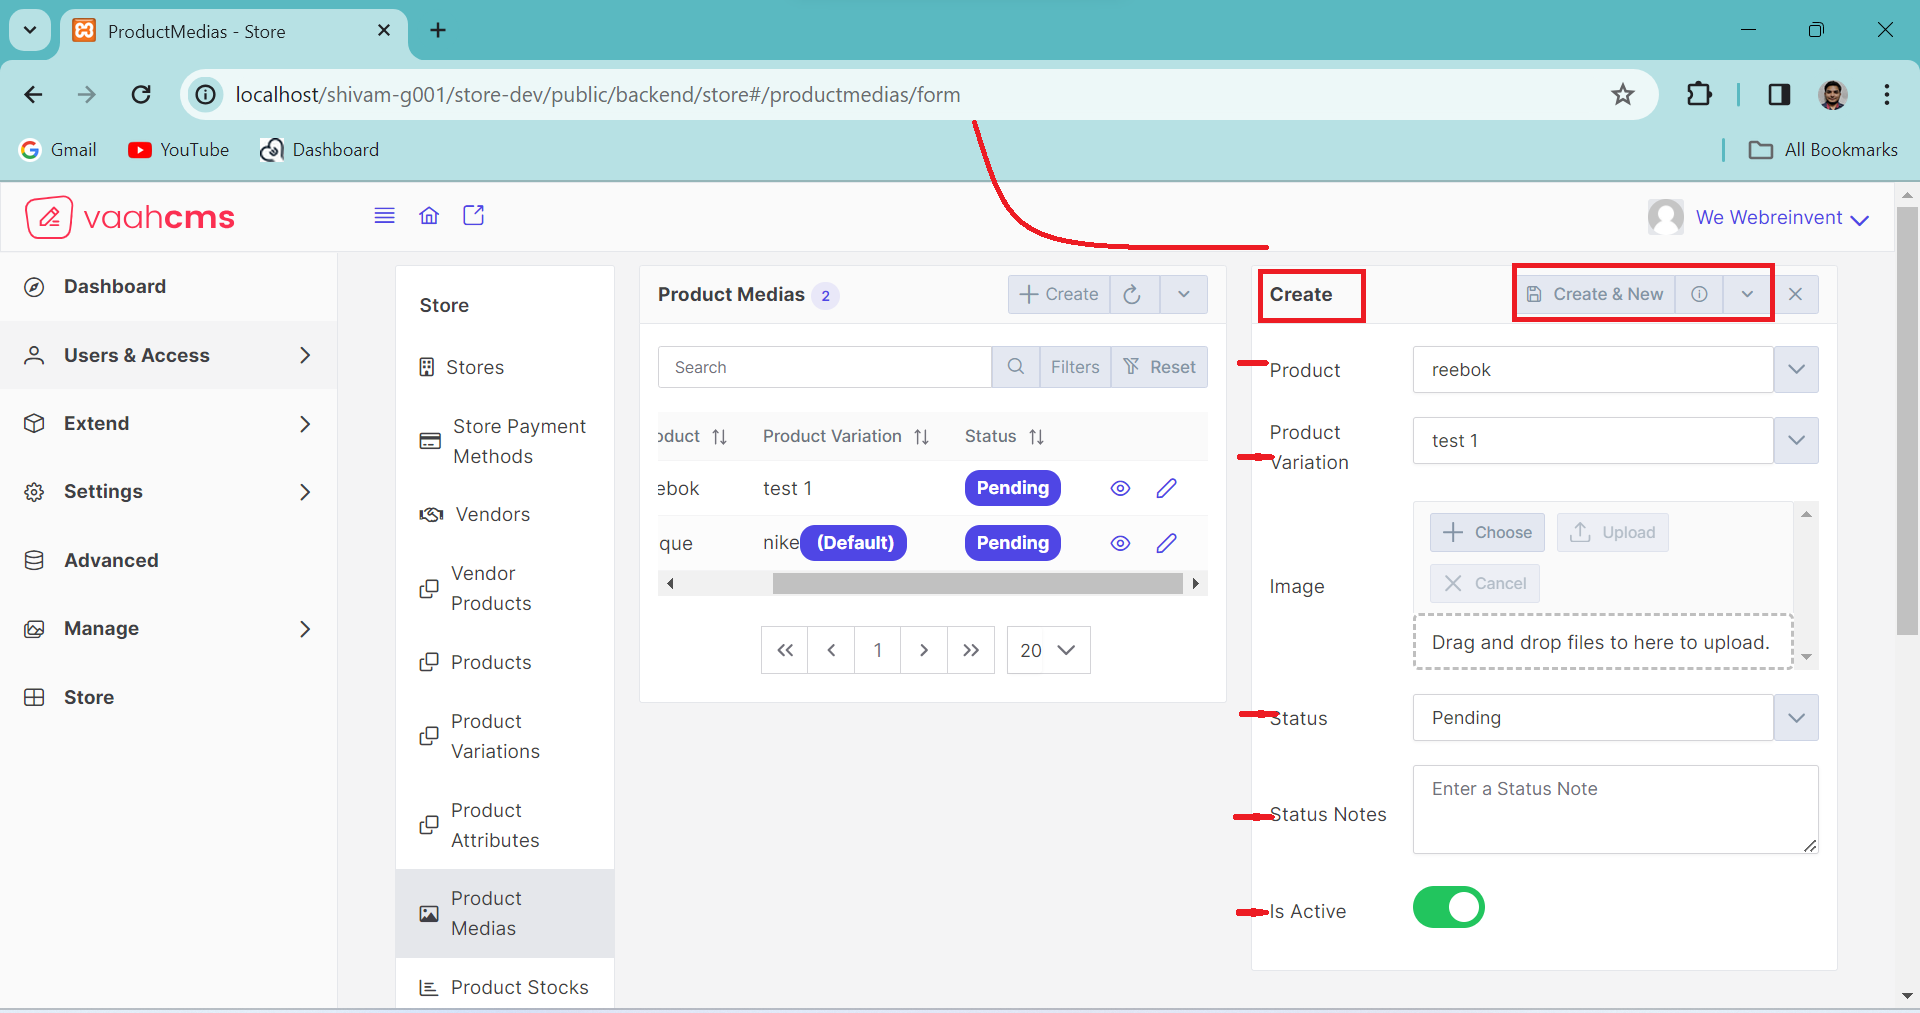 ProductMedias - Store
localhost/shivam-g001/store-dev/public/backend/store#/productmedias/form
Gmail
YouTube
Dashboard
All Bookmarks
vaahcms
We Webreinvent
Dashboard
Users & Access
Extend
Settings
Advanced
Manage
Store
Store
Stores
Store Payment
Methods
Vendors
Vendor
Products
Products
Product
Variations
Product
Attributes
Product
Medias
Product Stocks
Product Medias 2
Create
Search
Filters
Reset
oduct
Product Variation
Status
ebok
test 1
Pending
que
nike (Default)
Pending
1
20
Create
Create & New
Product
reebok
Product
Variation
test 1
Image
Choose
Upload
Cancel
Drag and drop files to here to upload.
Status
Pending
Status Notes
Enter a Status Note
Is Active